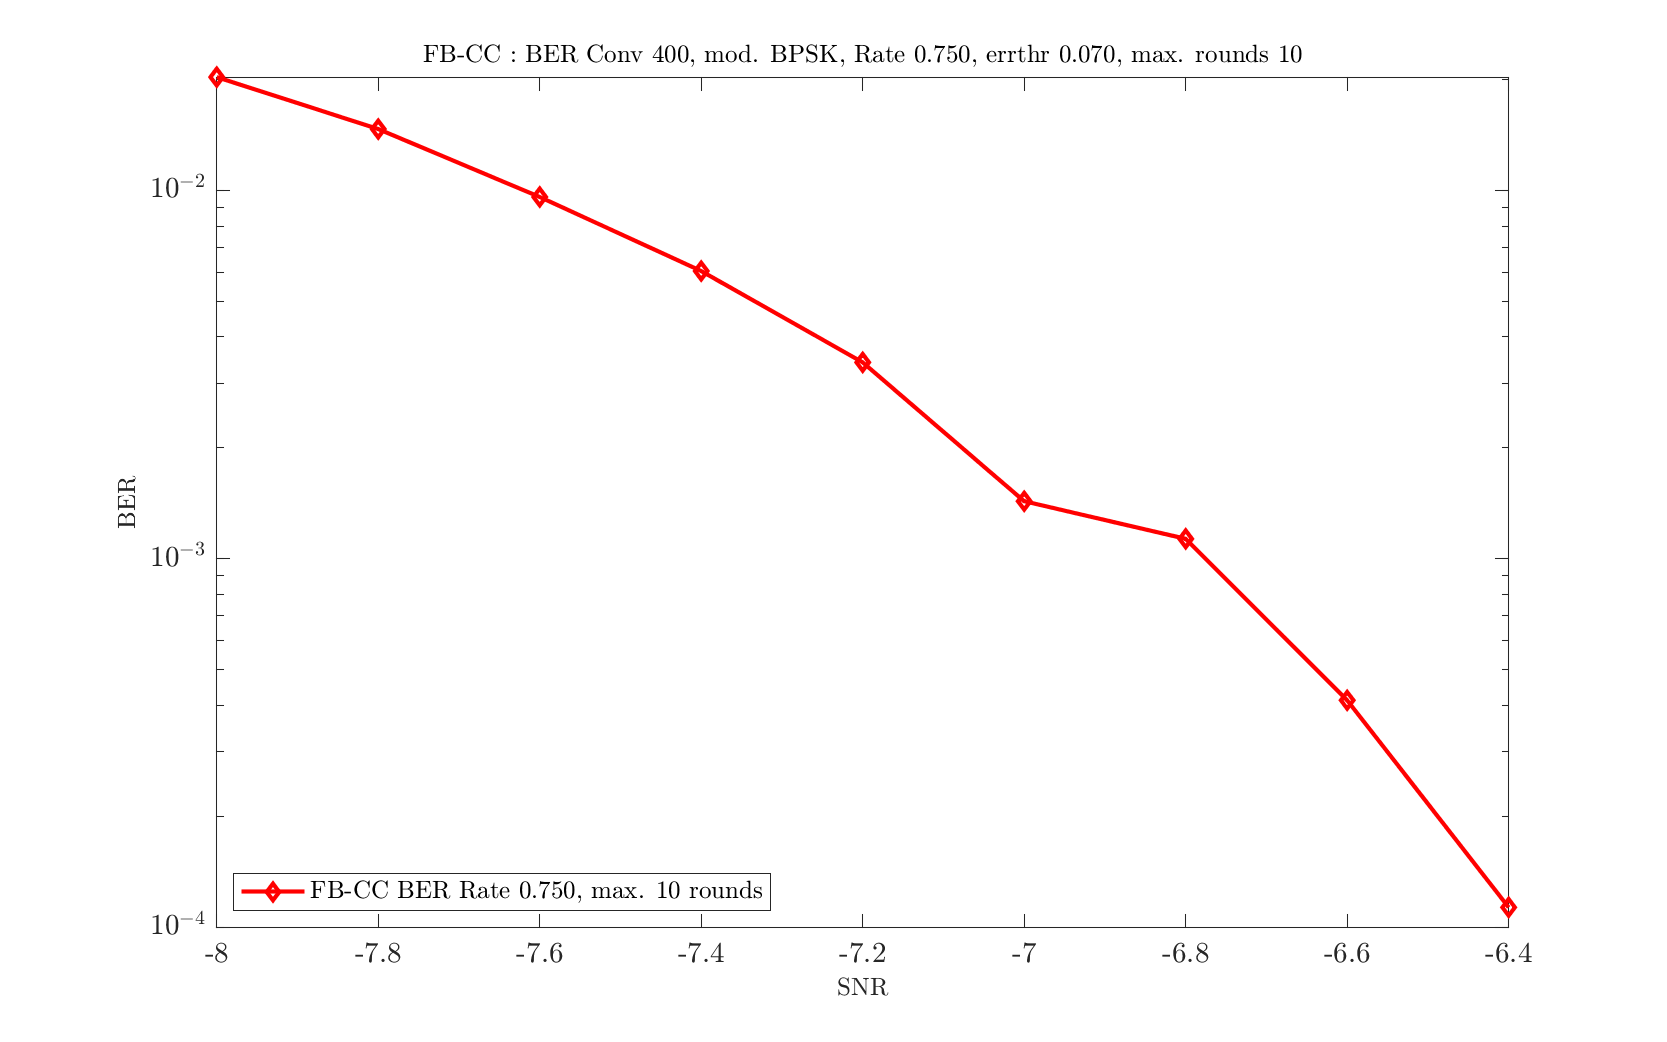 FB-CC : BER Conv 400, mod. BPSK, Rate 0.750, errthr 0.070, max. rounds 10
10⁻²
10⁻³
10⁻⁴
BER
FB-CC BER Rate 0.750, max. 10 rounds
-8 -7.8 -7.6 -7.4 -7.2 -7 -6.8 -6.6 -6.4
SNR